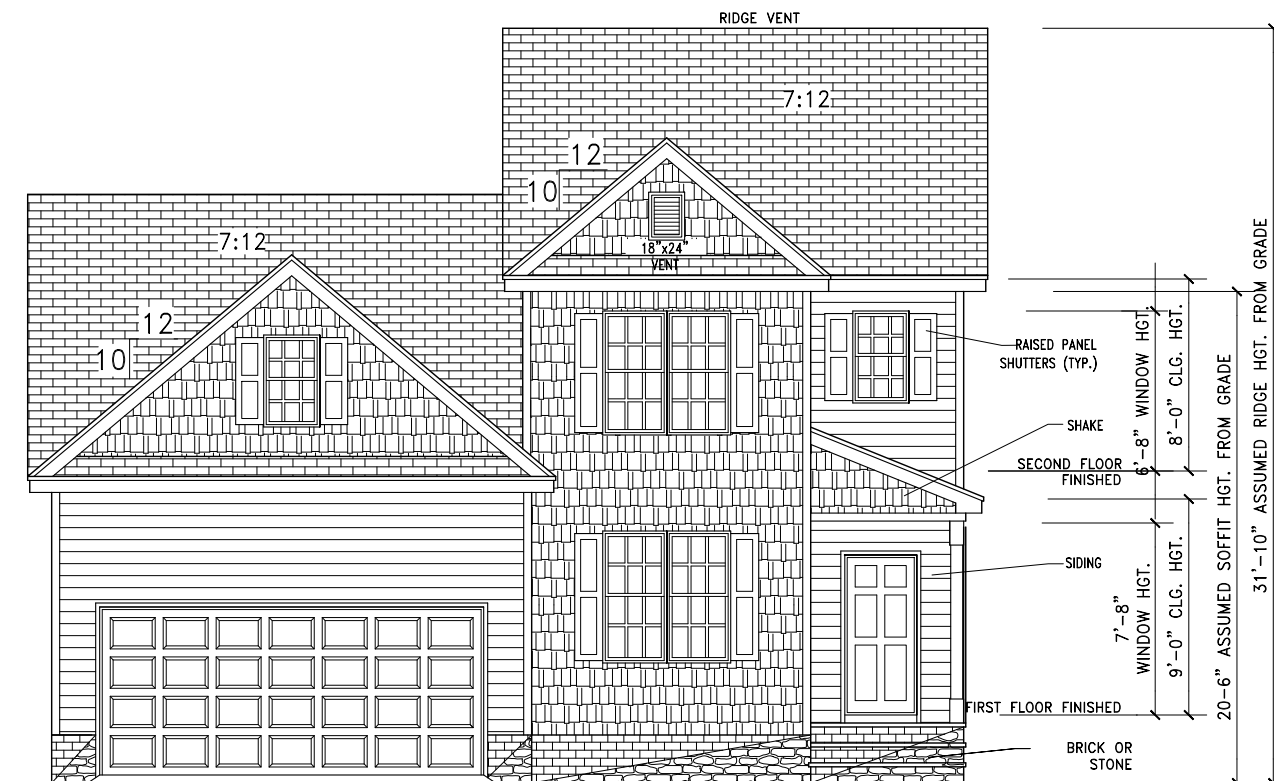 RIDGE VENT
7:12
12
10
18"x24"
VENT
7:12
12
10
RAISED PANEL
SHUTTERS (TYP.)
SHAKE
SECOND FLOOR
FINISHED
SIDING
FIRST FLOOR FINISHED
BRICK OR
STONE
6'-8" WINDOW HGT.
8'-0" CLG. HGT.
7'-8"
WINDOW HGT.
9'-0" CLG. HGT.
20-6" ASSUMED SOFFIT HGT. FROM GRADE
31'-10" ASSUMED RIDGE HGT. FROM GRADE